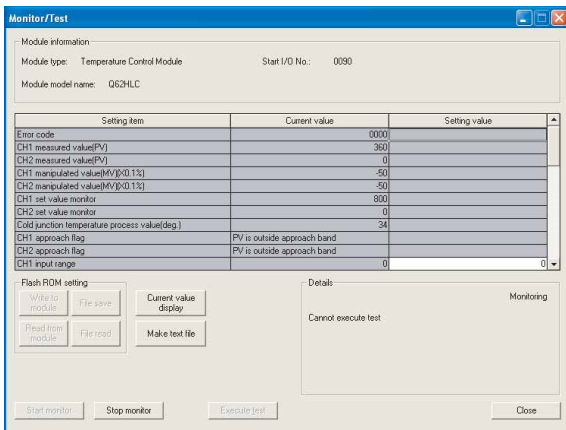 Monitor/Test
Module information
Module type: Temperature Control Module Start I/O No.: 0090
Module model name: Q62HLC
Setting item Current value Setting value
Error code 0000
CH1 measured value(PV) 360
CH2 measured value(PV) 0
CH1 manipulated value(MV)(X0.1%) -50
CH2 manipulated value(MV)(X0.1%) -50
CH1 set value monitor 800
CH2 set value monitor 0
Cold junction temperature process value(deg.) 34
CH1 approach flag PV is outside approach band
CH2 approach flag PV is outside approach band
CH1 input range 0 0
Flash ROM setting
Write to module File save Current value display
Read from module File read Make text file
Details
Monitoring
Cannot execute test
Start monitor Stop monitor Execute test Close